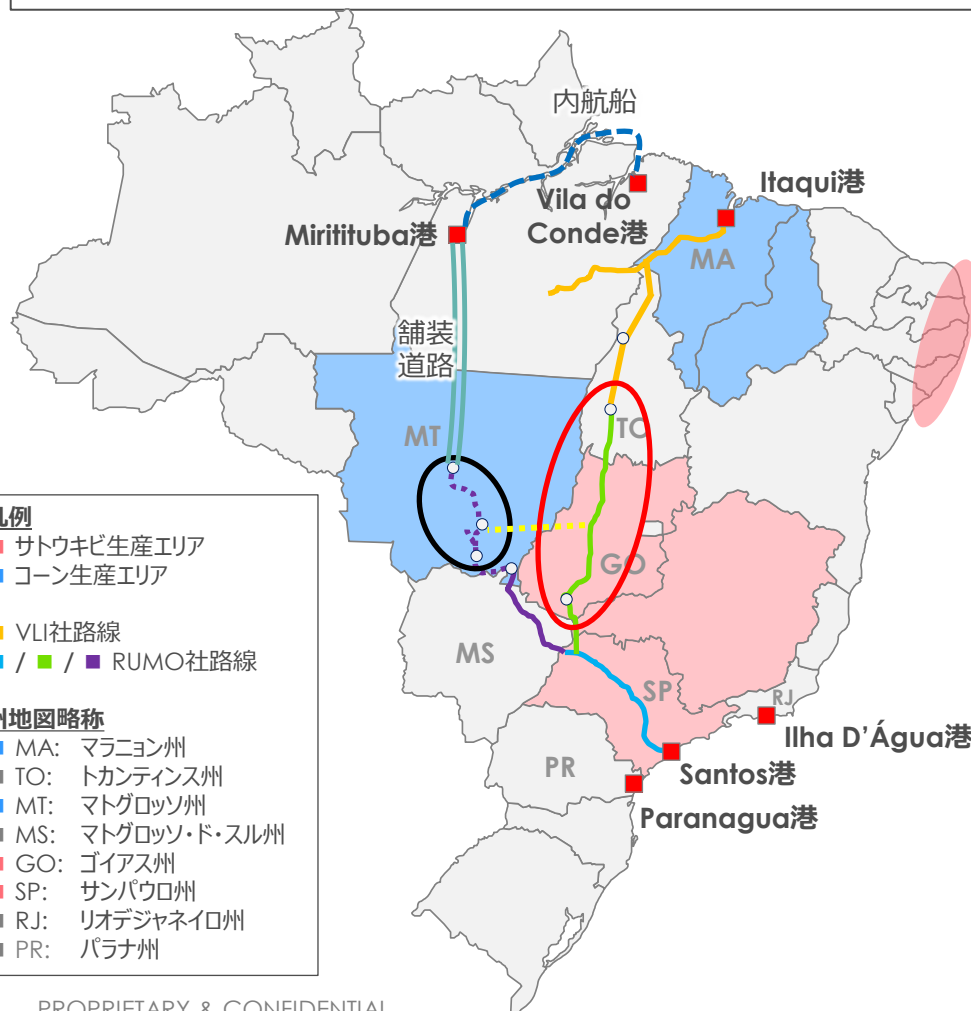 内航船
Itaqui港
Vila do
Conde港
Miritituba港
MA
舗装
道路
TO
MT
GO
MS
SP
RJ
Ilha D'Água港
PR
Santos港
Paranagua港
凡例
サトウキビ生産エリア
コーン生産エリア
VLI社路線
/ ■ / ■ RUMO社路線
州地図略称
MA: マラニョン州
TO: トカンティンス州
MT: マトグロッソ州
MS: マトグロッソ・ド・スル州
GO: ゴイアス州
SP: サンパウロ州
RJ: リオデジャネイロ州
PR: パラナ州
PROPRIETARY & CONFIDENTIAL